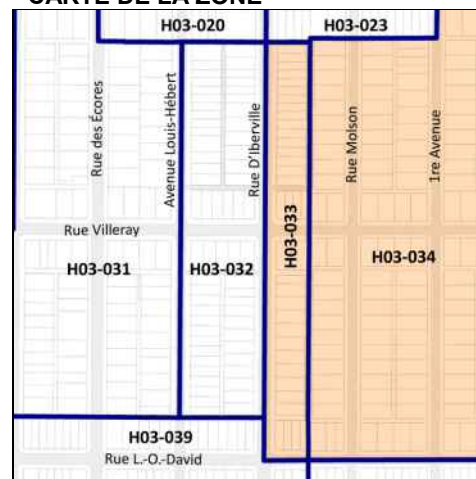 CARTE DE LA ZONE
H03-020
H03-023
Rue des Écores
Avenue Louis-Hébert
Rue D'Iberville
Rue Molson
1re Avenue
Rue Villeray
H03-033
H03-031
H03-032
H03-034
H03-039
Rue L.-O.-David